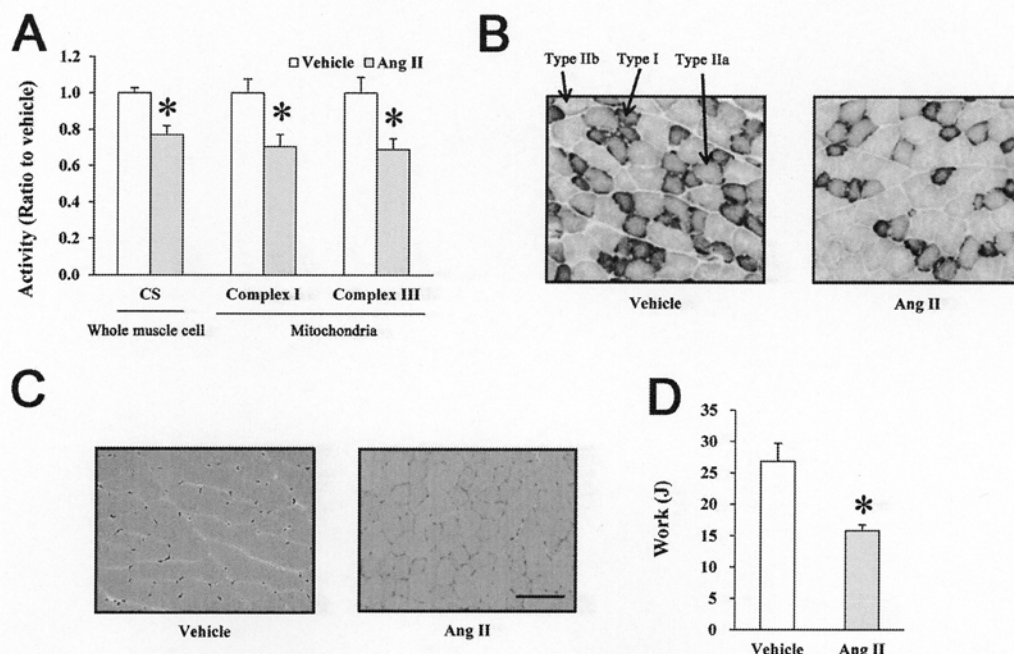 A
Activity (Ratio to vehicle)
1.2
1.0
0.8
0.6
0.4
0.2
0.0
Vehicle Ang II
*
*
*
CS Complex I Complex III
Whole muscle cell Mitochondria
B
Type IIb Type I Type IIa
Vehicle Ang II
C
Vehicle Ang II
D
Work (J)
35
30
25
20
15
10
5
0
*
Vehicle Ang II